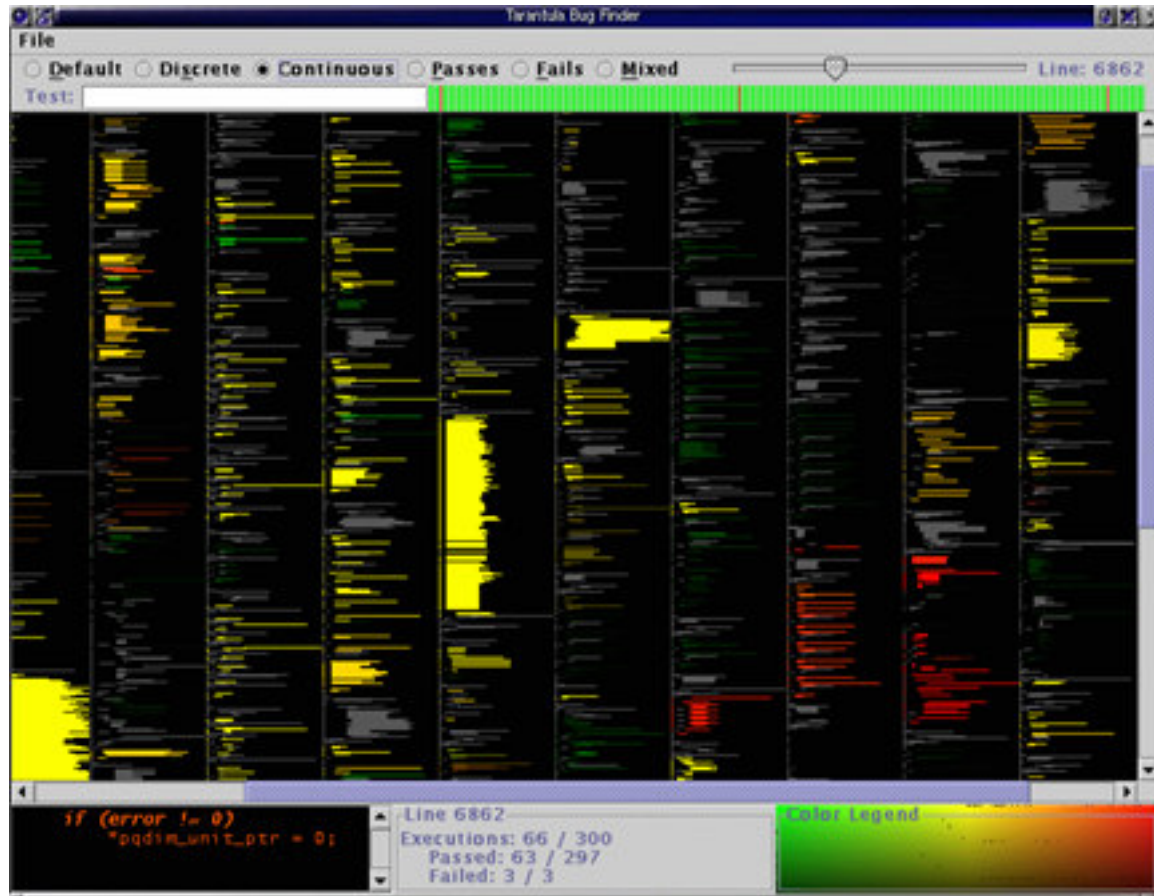 Tarantula Bug Finder
File
Default Discrete Continuous Passes Fails Mixed Line: 6862
Test:
if (error != 0)
*pqdim_unit_ptr = 0;
Line 6862
Executions: 66 / 300
Passed: 63 / 297
Failed: 3 / 3
Color Legend